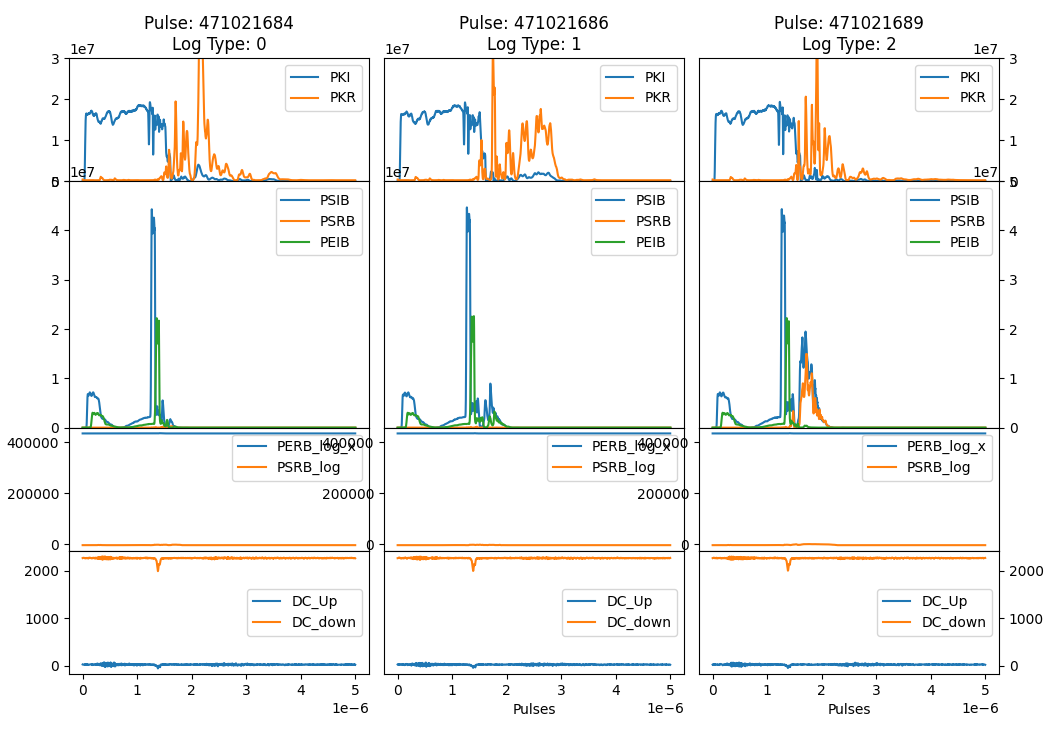 Pulse: 471021684
Log Type: 0
Pulse: 471021686
Log Type: 1
Pulse: 471021689
Log Type: 2
1e7
1e7
1e7
3
2
1
0
PKI
PKR
PKI
PKR
PKI
PKR
3
2
1
0
1e7
1e7
1e7
5
4
3
2
1
0
PSIB
PSRB
PEIB
PSIB
PSRB
PEIB
PSIB
PSRB
PEIB
5
4
3
2
1
0
400000
200000
0
PERB_log_x
PSRB_log
400000
200000
0
PERB_log_x
PSRB_log
400000
200000
0
PERB_log_x
PSRB_log
2000
1000
0
DC_Up
DC_down
DC_Up
DC_down
DC_Up
DC_down
2000
1000
0
0 1 2 3 4 5
1e−6
0 1 2 3 4 5
Pulses
1e−6
0 1 2 3 4 5
Pulses
1e−6